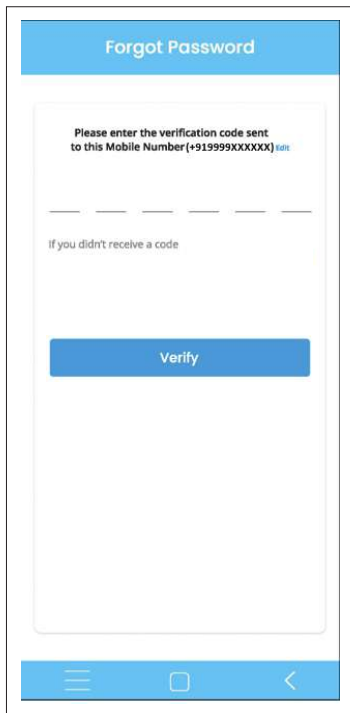 Forgot Password
Please enter the verification code sent
to this Mobile Number(+919999XXXXXX) Edit
If you didn't receive a code
Verify